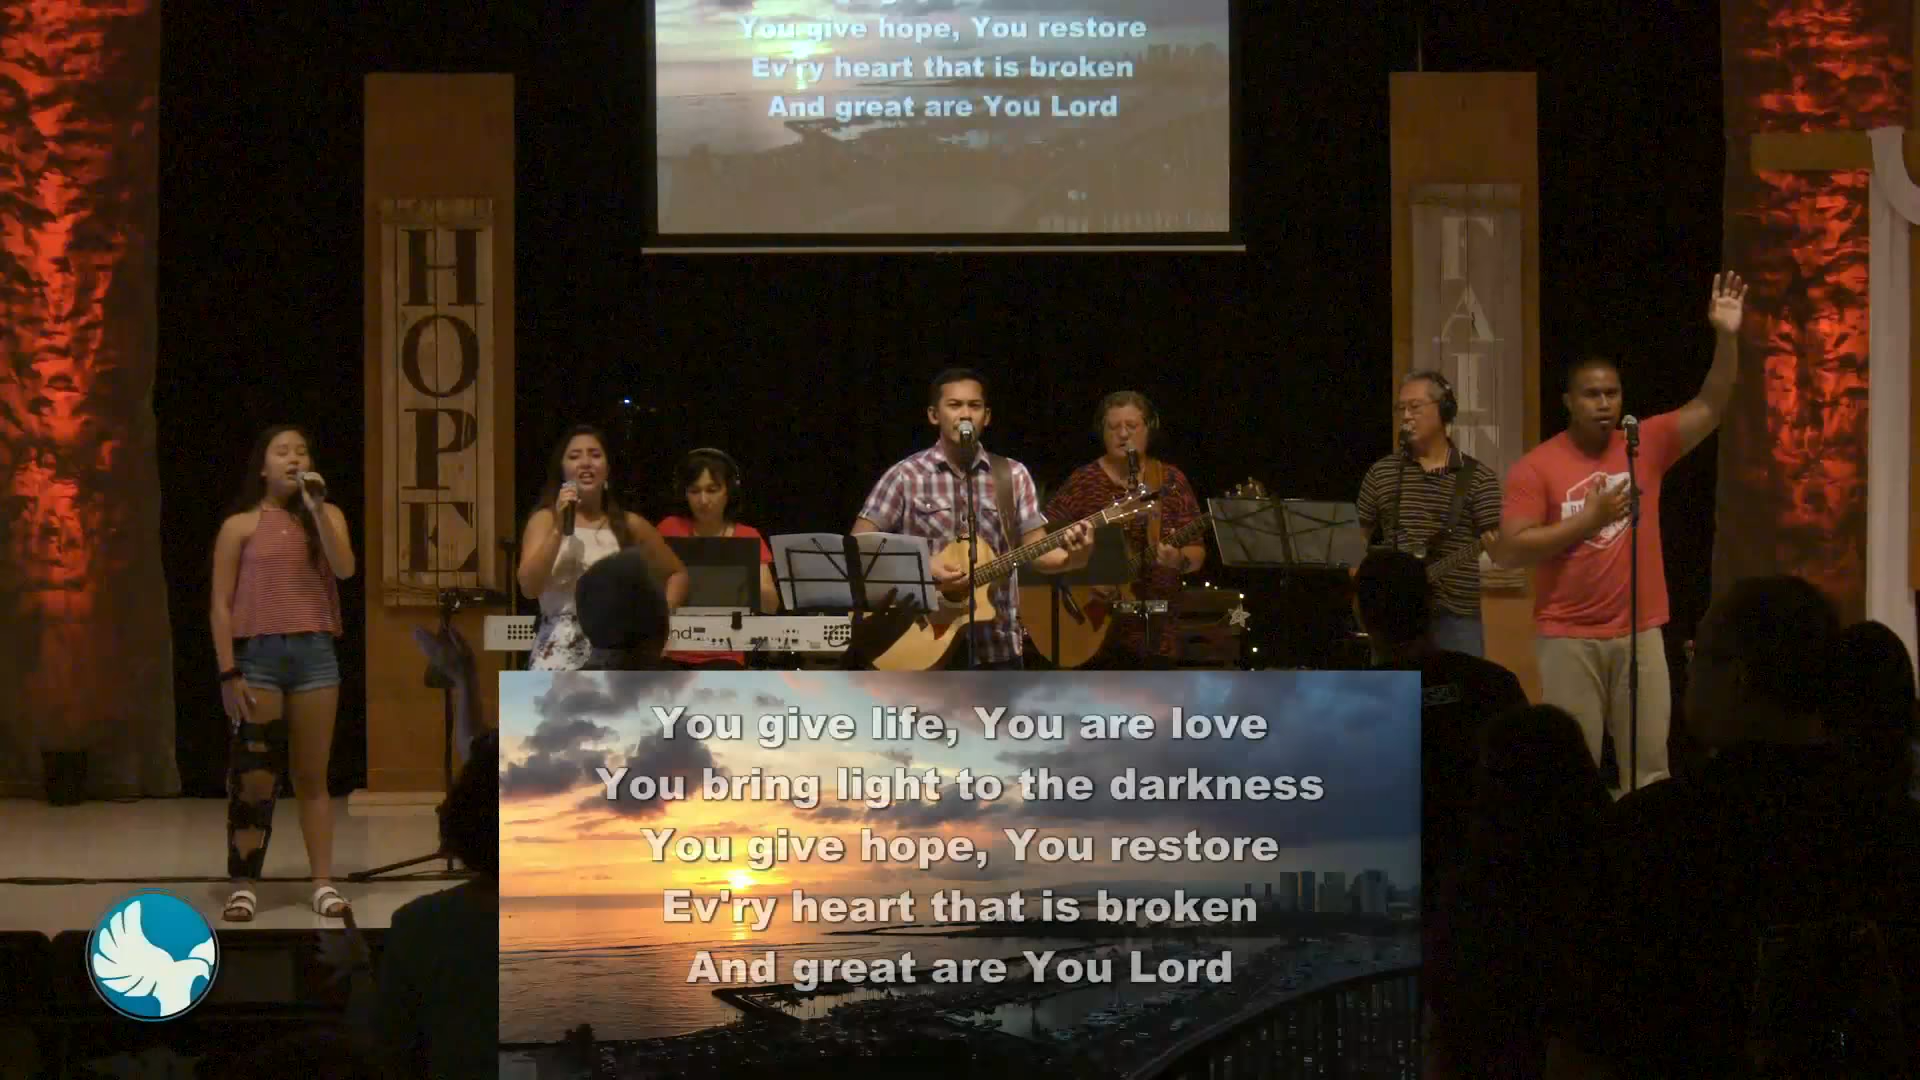 You give hope, You restore
Ev'ry heart that is broken
And great are You Lord
HOPE
FAIT
You give life, You are love
You bring light to the darkness
You give hope, You restore
Ev'ry heart that is broken
And great are You Lord